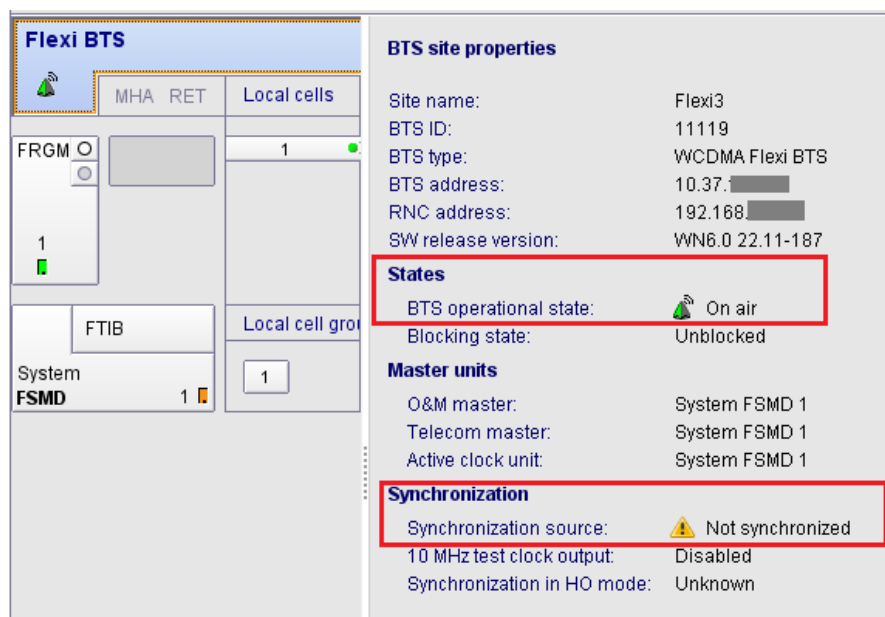 Flexi BTS
MHA RET
Local cells
FRGM
1
1
FTIB
System
FSMD 1
Local cell gro
1
BTS site properties
Site name: Flexi3
BTS ID: 11119
BTS type: WCDMA Flexi BTS
BTS address: 10.37.
RNC address: 192.168.
SW release version: WN6.0 22.11-187
States
BTS operational state: On air
Blocking state: Unblocked
Master units
O&M master: System FSMD 1
Telecom master: System FSMD 1
Active clock unit: System FSMD 1
Synchronization
Synchronization source: Not synchronized
10 MHz test clock output: Disabled
Synchronization in HO mode: Unknown